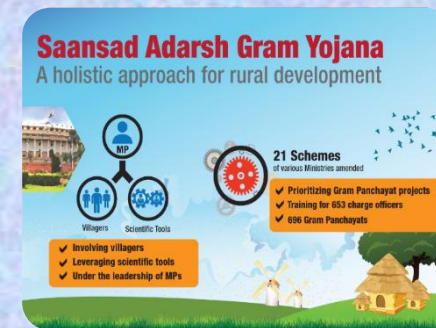 Saansad Adarsh Gram Yojana
A holistic approach for rural development
MP
Villagers
Scientific Tools
✓ Involving villagers
✓ Leveraging scientific tools
✓ Under the leadership of MPs
21 Schemes
of various Ministries amended
✓ Prioritizing Gram Panchayat projects
✓ Training for 653 charge officers
✓ 696 Gram Panchayats